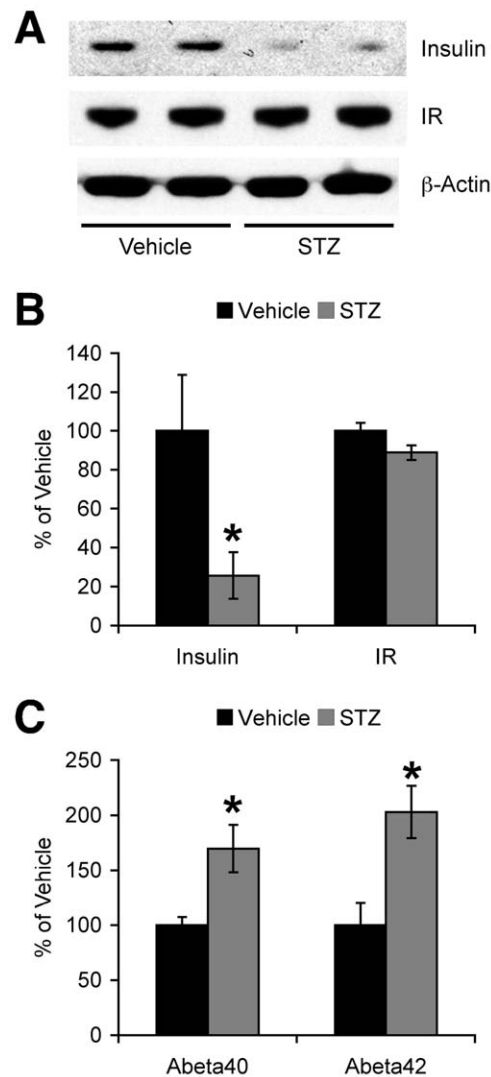 A
Insulin
IR
β-Actin
Vehicle STZ
B
Vehicle STZ
140
120
100
80
60
40
20
0
% of Vehicle
*
Insulin IR
C
Vehicle STZ
250
200
150
100
50
0
% of Vehicle
* *
Abeta40 Abeta42